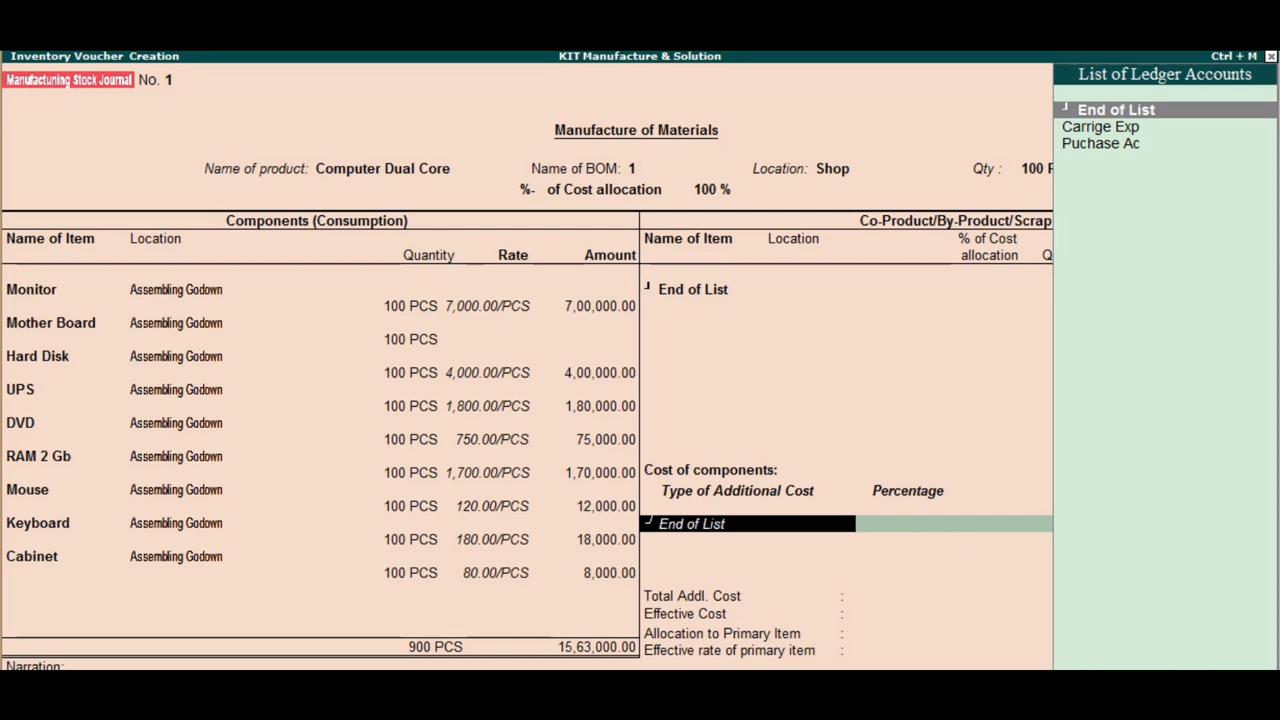 Inventory Voucher Creation KIT Manufacture & Solution Ctrl + M
Manufactuning Stock Journal No. 1
List of Ledger Accounts
End of List
Carrige Exp
Puchase Ac
Manufacture of Materials
Name of product: Computer Dual Core Name of BOM: 1 Location: Shop Qty : 100
%- of Cost allocation 100 %
Components (Consumption) Co-Product/By-Product/Scrap
Name of Item Location Quantity Rate Amount Name of Item Location % of Cost allocation Q
Monitor Assembling Godown End of List
100 PCS 7,000.00/PCS 7,00,000.00
Mother Board Assembling Godown
100 PCS
Hard Disk Assembling Godown
100 PCS 4,000.00/PCS 4,00,000.00
UPS Assembling Godown
100 PCS 1,800.00/PCS 1,80,000.00
DVD Assembling Godown
100 PCS 750.00/PCS 75,000.00
RAM 2 Gb Assembling Godown
100 PCS 1,700.00/PCS 1,70,000.00
Mouse Assembling Godown
100 PCS 120.00/PCS 12,000.00
Keyboard Assembling Godown
100 PCS 180.00/PCS 18,000.00
Cabinet Assembling Godown
100 PCS 80.00/PCS 8,000.00
Cost of components:
Type of Additional Cost Percentage
End of List
Total Addl. Cost :
Effective Cost :
Allocation to Primary Item :
Effective rate of primary item :
900 PCS 15,63,000.00
Narration: